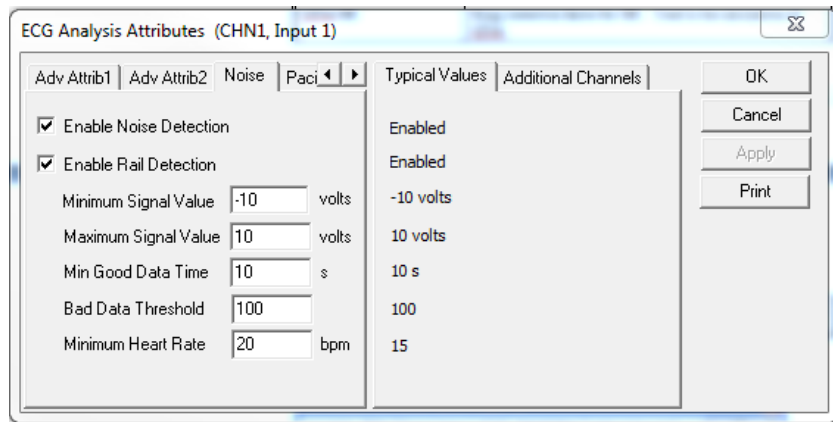 ECG Analysis Attributes (CHN1, Input 1)
Adv Attrib1 Adv Attrib2 Noise Paci Typical Values Additional Channels OK
Cancel
Apply
Print
Enable Noise Detection Enabled
Enable Rail Detection Enabled
Minimum Signal Value -10 volts -10 volts
Maximum Signal Value 10 volts 10 volts
Min Good Data Time 10 s 10 s
Bad Data Threshold 100 100
Minimum Heart Rate 20 bpm 15